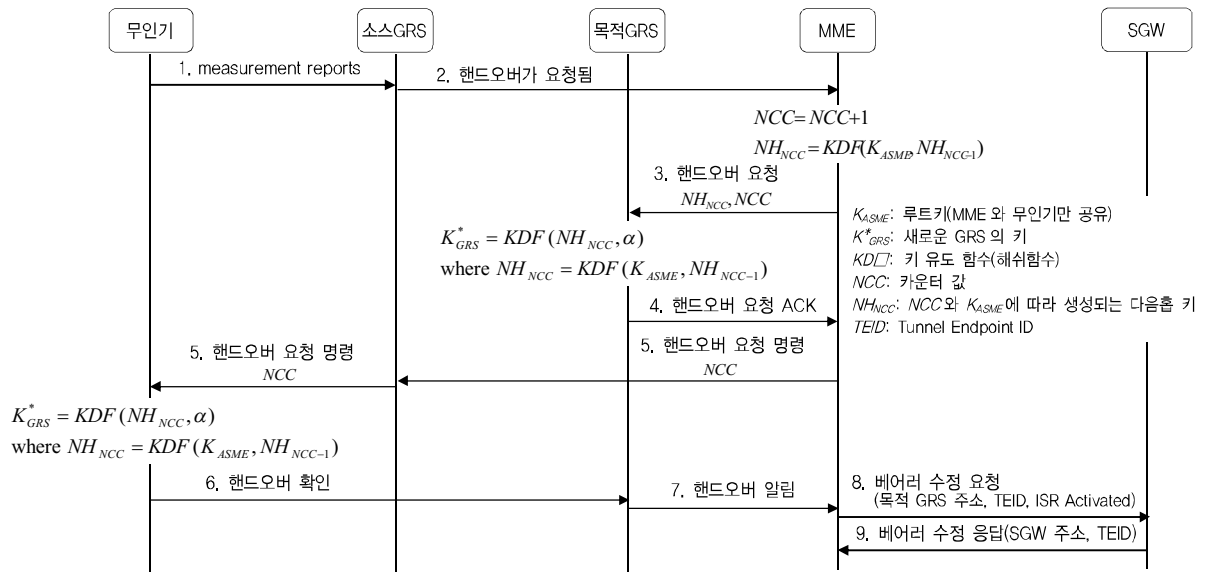 무인기
소스GRS
목적GRS
MME
SGW
1. measurement reports
2. 핸드오버가 요청됨
NCC=NCC+1
NH_NCC=KDF(K_ASME,NH_NCC-1)
3. 핸드오버 요청
NH_NCC,NCC
K*_GRS = KDF(NH_NCC,α)
where NH_NCC = KDF(K_ASME,NH_NCC-1)
K_ASME: 루트키(MME와 무인기만 공유)
K*_GRS: 새로운 GRS의 키
KD□: 키 유도 함수(해쉬함수)
NCC: 카운터 값
NH_NCC: NCC와 K_ASME에 따라 생성되는 다음홉 키
TEID: Tunnel Endpoint ID
4. 핸드오버 요청 ACK
5. 핸드오버 요청 명령
NCC
5. 핸드오버 요청 명령
NCC
K*_GRS = KDF(NH_NCC,α)
where NH_NCC = KDF(K_ASME,NH_NCC-1)
6. 핸드오버 확인
7. 핸드오버 알림
8. 베어러 수정 요청
(목적 GRS 주소, TEID, ISR Activated)
9. 베어러 수정 응답(SGW 주소, TEID)